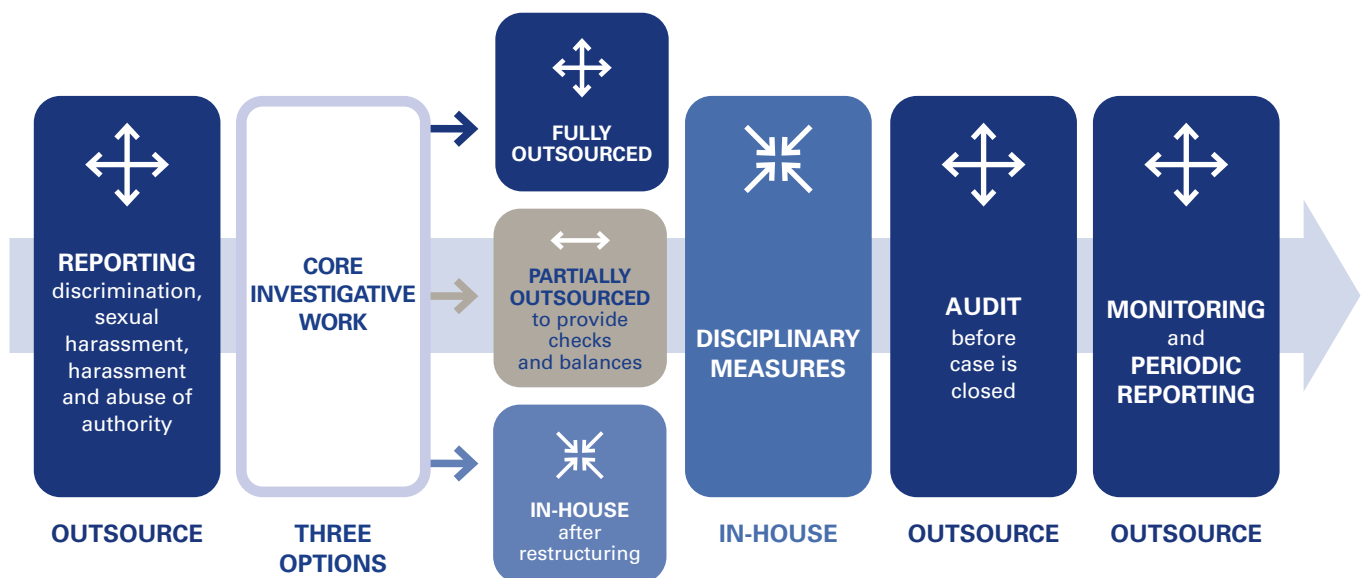 REPORTING
discrimination,
sexual
harassment,
harassment
and abuse of
authority
OUTSOURCE
CORE
INVESTIGATIVE
WORK
THREE
OPTIONS
FULLY
OUTSOURCED
PARTIALLY
OUTSOURCED
to provide
checks
and balances
IN-HOUSE
after
restructuring
DISCIPLINARY
MEASURES
IN-HOUSE
AUDIT
before
case is
closed
OUTSOURCE
MONITORING
and
PERIODIC
REPORTING
OUTSOURCE